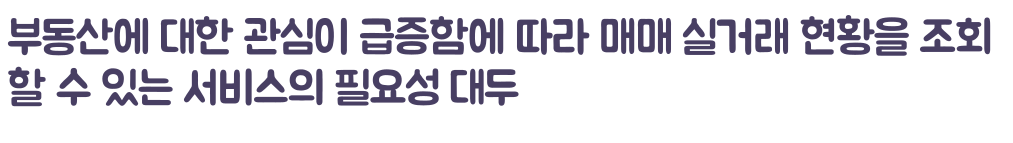 부동산에 대한 관심이 급증함에 따라 매매 실거래 현황을 조회
할 수 있는 서비스의 필요성 대두